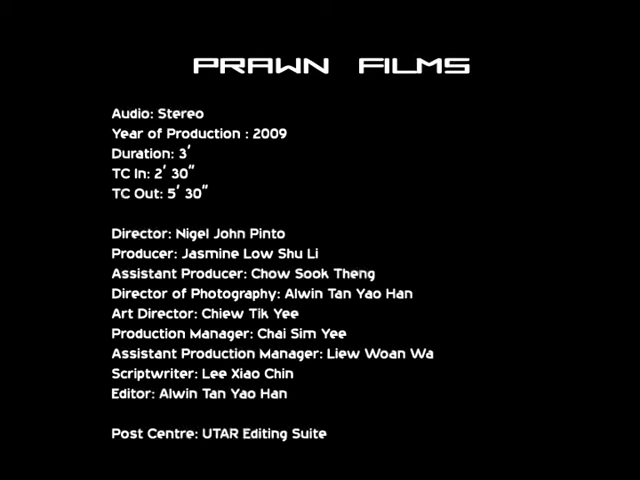 PRAWN FILMS
Audio: Stereo
Year of Production : 2009
Duration: 3'
TC In: 2' 30"
TC Out: 5' 30"
Director: Nigel John Pinto
Producer: Jasmine Low Shu Li
Assistant Producer: Chow Sook Theng
Director of Photography: Alwin Tan Yao Han
Art Director: Chiew Tik Yee
Production Manager: Chai Sim Yee
Assistant Production Manager: Liew Woan Wa
Scriptwriter: Lee Xiao Chin
Editor: Alwin Tan Yao Han
Post Centre: UTAR Editing Suite